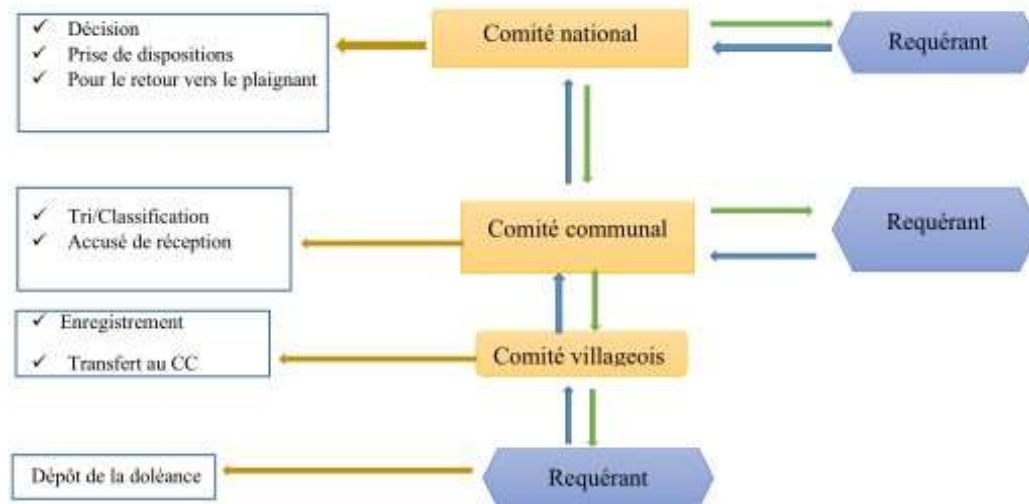 ✓ Décision
✓ Prise de dispositions
✓ Pour le retour vers le plaignant
Comité national
Requérant
✓ Tri/Classification
✓ Accusé de réception
Comité communal
Requérant
✓ Enregistrement
✓ Transfert au CC
Comité villageois
Dépôt de la doléance
Requérant